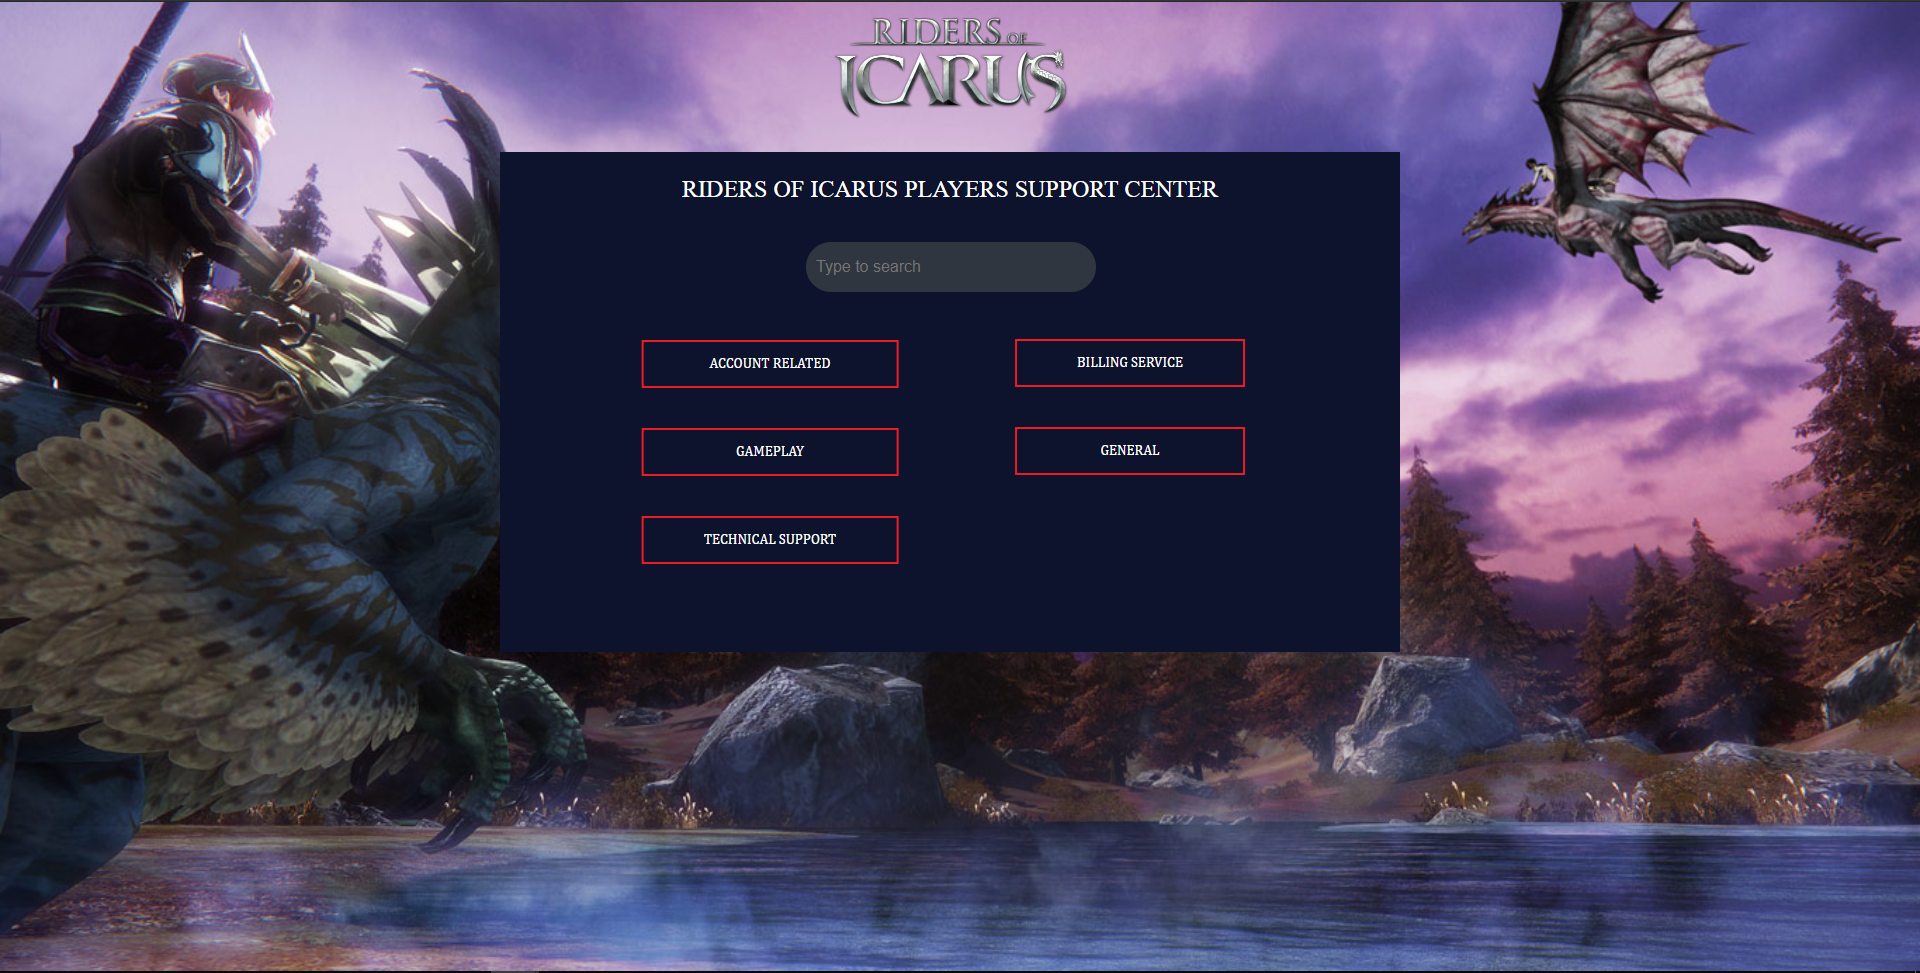 RIDERS OF
ICARUS
RIDERS OF ICARUS PLAYERS SUPPORT CENTER
Type to search
ACCOUNT RELATED
BILLING SERVICE
GAMEPLAY
GENERAL
TECHNICAL SUPPORT